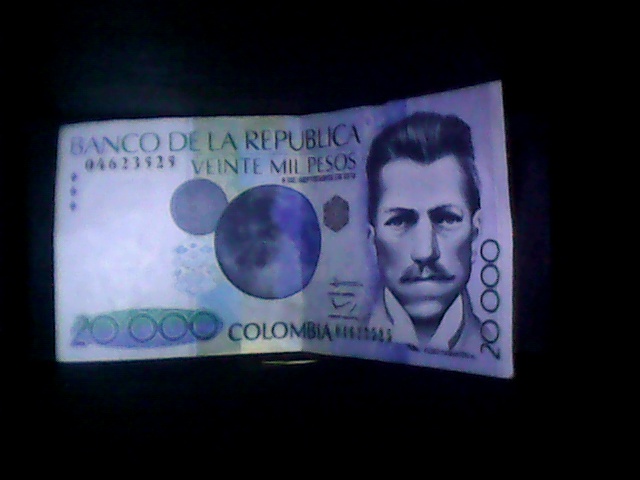 BANCO DE LA REPUBLICA
04623529
VEINTE MIL PESOS
20 000
COLOMBIA
20 000